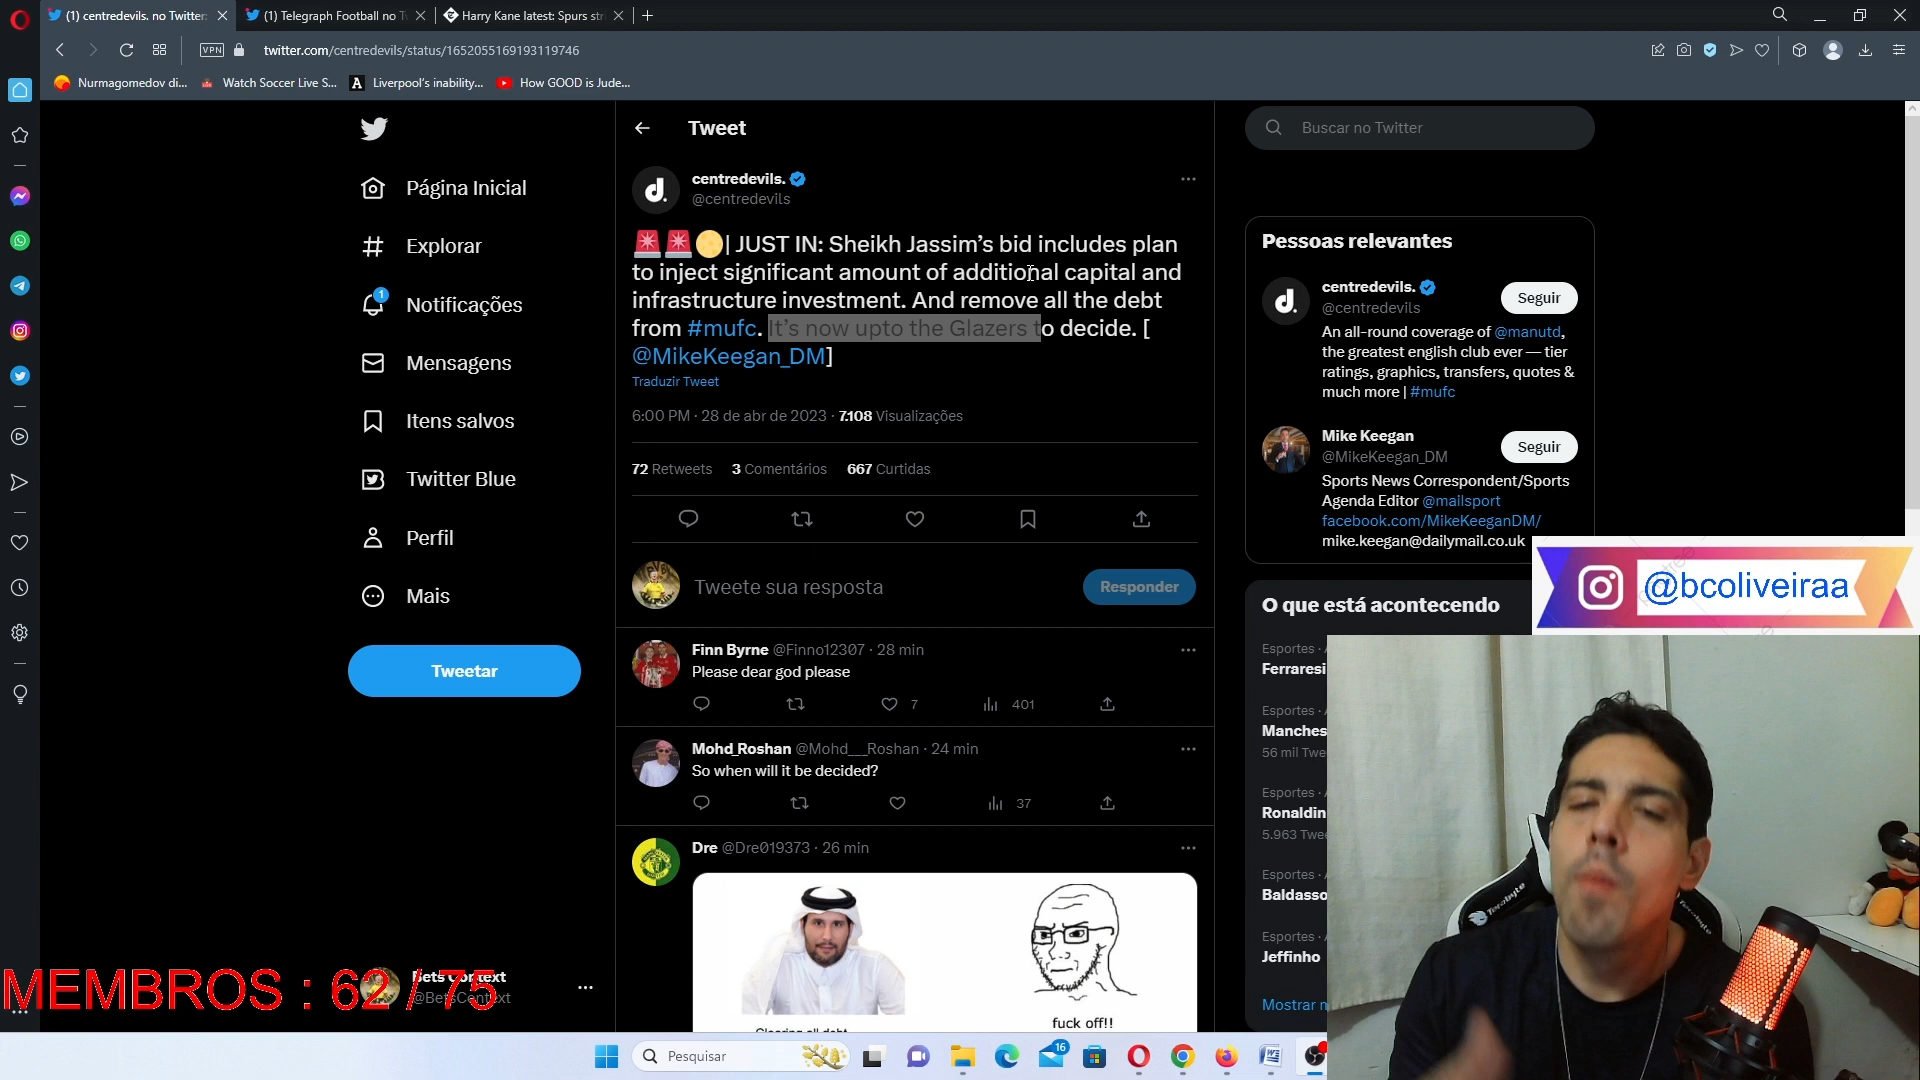 (1) centredevils. no Twitter:
(1) Telegraph Football no T
Harry Kane latest: Spurs str
VPN
twitter.com/centredevils/status/1652055169193119746
Nurmagomedov di...
Watch Soccer Live S...
Liverpool's inability...
How GOOD is Jude...
Tweet
Buscar no Twitter
Página Inicial
Explorar
1
Notificações
Mensagens
Itens salvos
Twitter Blue
Perfil
Mais
Tweetar
centredevils.
@centredevils
| JUST IN: Sheikh Jassim's bid includes plan
to inject significant amount of additional capital and
infrastructure investment. And remove all the debt
from #mufc. It's now upto the Glazers to decide. [
@MikeKeegan_DM]
Traduzir Tweet
6:00 PM · 28 de abr de 2023 · 7.108 Visualizações
72 Retweets 3 Comentários 667 Curtidas
Tweete sua resposta
Responder
Finn Byrne @Finno12307 · 28 min
Please dear god please
7
401
Mohd_Roshan @Mohd___Roshan · 24 min
So when will it be decided?
37
Dre @Dre019373 · 26 min
fuck off!!
Pessoas relevantes
centredevils.
@centredevils
Seguir
An all-round coverage of @manutd,
the greatest english club ever — tier
ratings, graphics, transfers, quotes &
much more | #mufc
Mike Keegan
@MikeKeegan_DM
Seguir
Sports News Correspondent/Sports
Agenda Editor @mailsport
facebook.com/MikeKeeganDM/
mike.keegan@dailymail.co.uk
@bcoliveiraa
O que está acontecendo
Esportes ·
Ferraresi
Esportes ·
Manches
56 mil Twe
Esportes ·
Ronaldin
5.963 Twe
Esportes ·
Baldasso
Esportes ·
Jeffinho
Mostrar
MEMBROS : 62 / 75
Bets Context
@BetsContext
Pesquisar
16